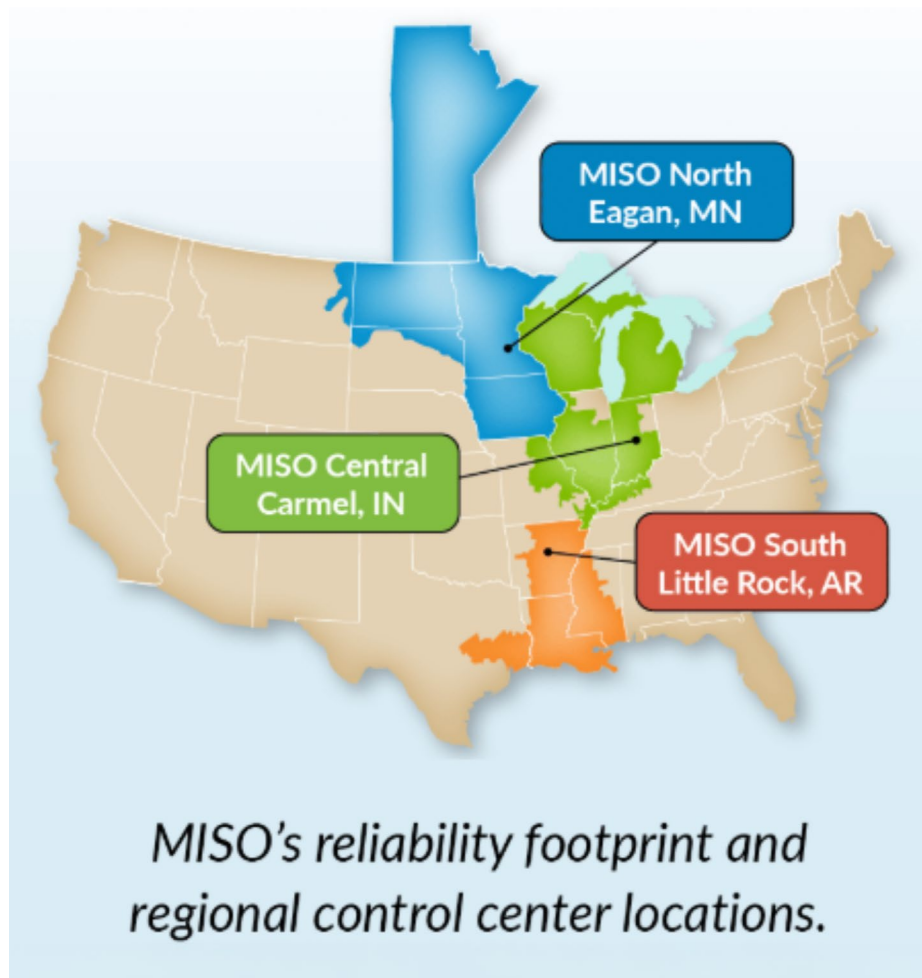 MISO North
Eagan, MN
MISO Central
Carmel, IN
MISO South
Little Rock, AR
MISO’s reliability footprint and
regional control center locations.